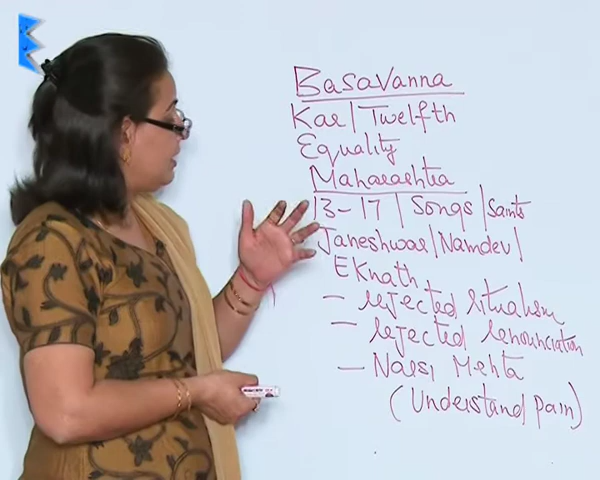 Basavanna
Kar | Twelfth
Equality
Maharashtra
13-17 | Songs | Saints
Janeshwar | Namdev |
Eknath
- rejected ritualism
- rejected renounciation
- Narsi Mehta
(Understand pain)